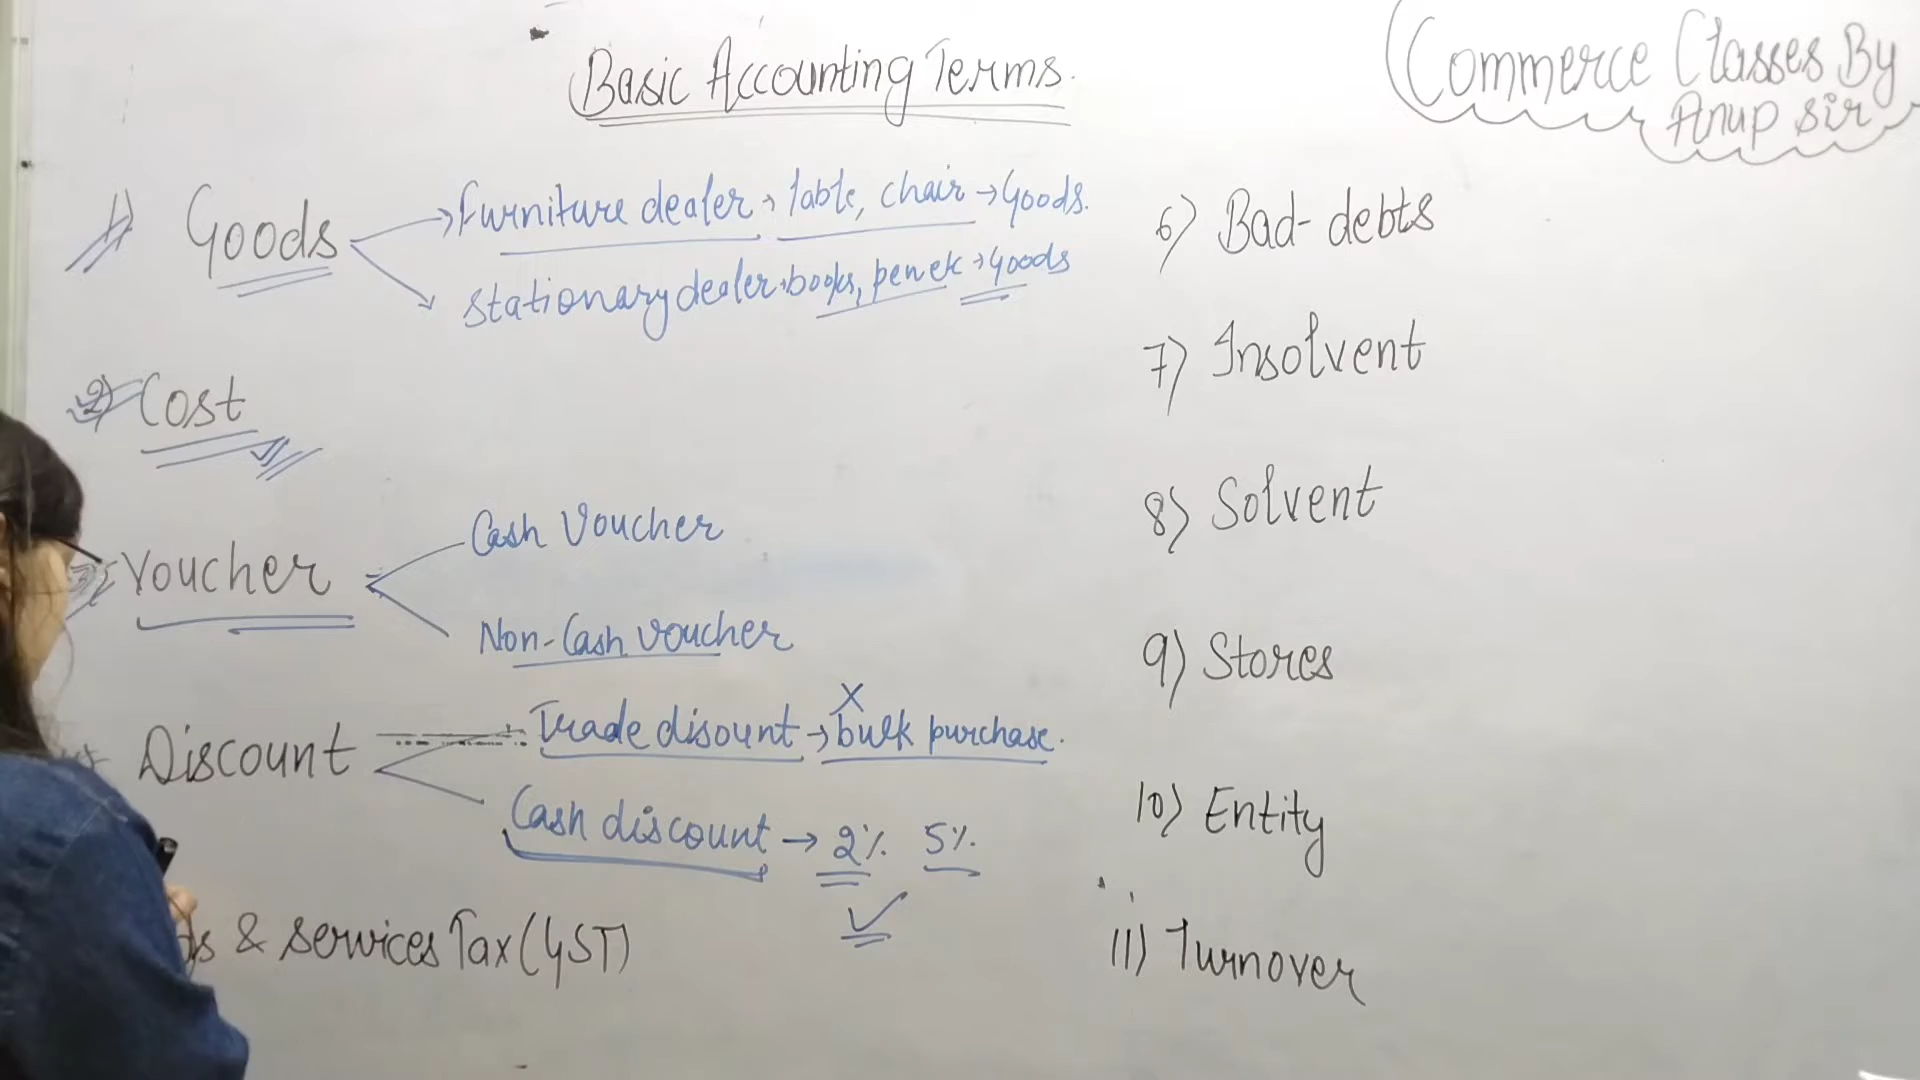 Basic Accounting Terms.
Commerce Classes By
Anup sir
1) Goods
→ Furniture dealer → table, chair → Goods.
→ Stationary dealer → books, penek → Goods
2) Cost
3) Voucher
Cash Voucher
Non-Cash voucher
Discount
Trade disount → bulk purchase.
X
Cash discount → 2% 5%
& services Tax (GST)
6) Bad-debts
7) Insolvent
8) Solvent
9) Stores
10) Entity
11) Turnover